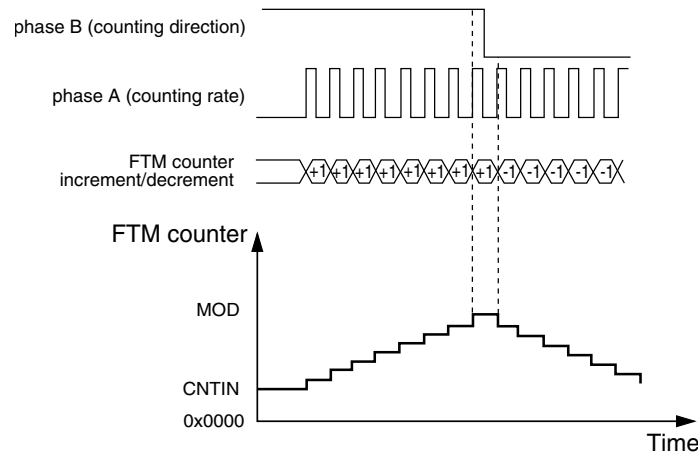 phase B (counting direction)
phase A (counting rate)
FTM counter
increment/decrement
+1 +1 +1 +1 +1 +1 +1 +1 -1 -1 -1 -1 -1
FTM counter
MOD
CNTIN
0x0000
Time